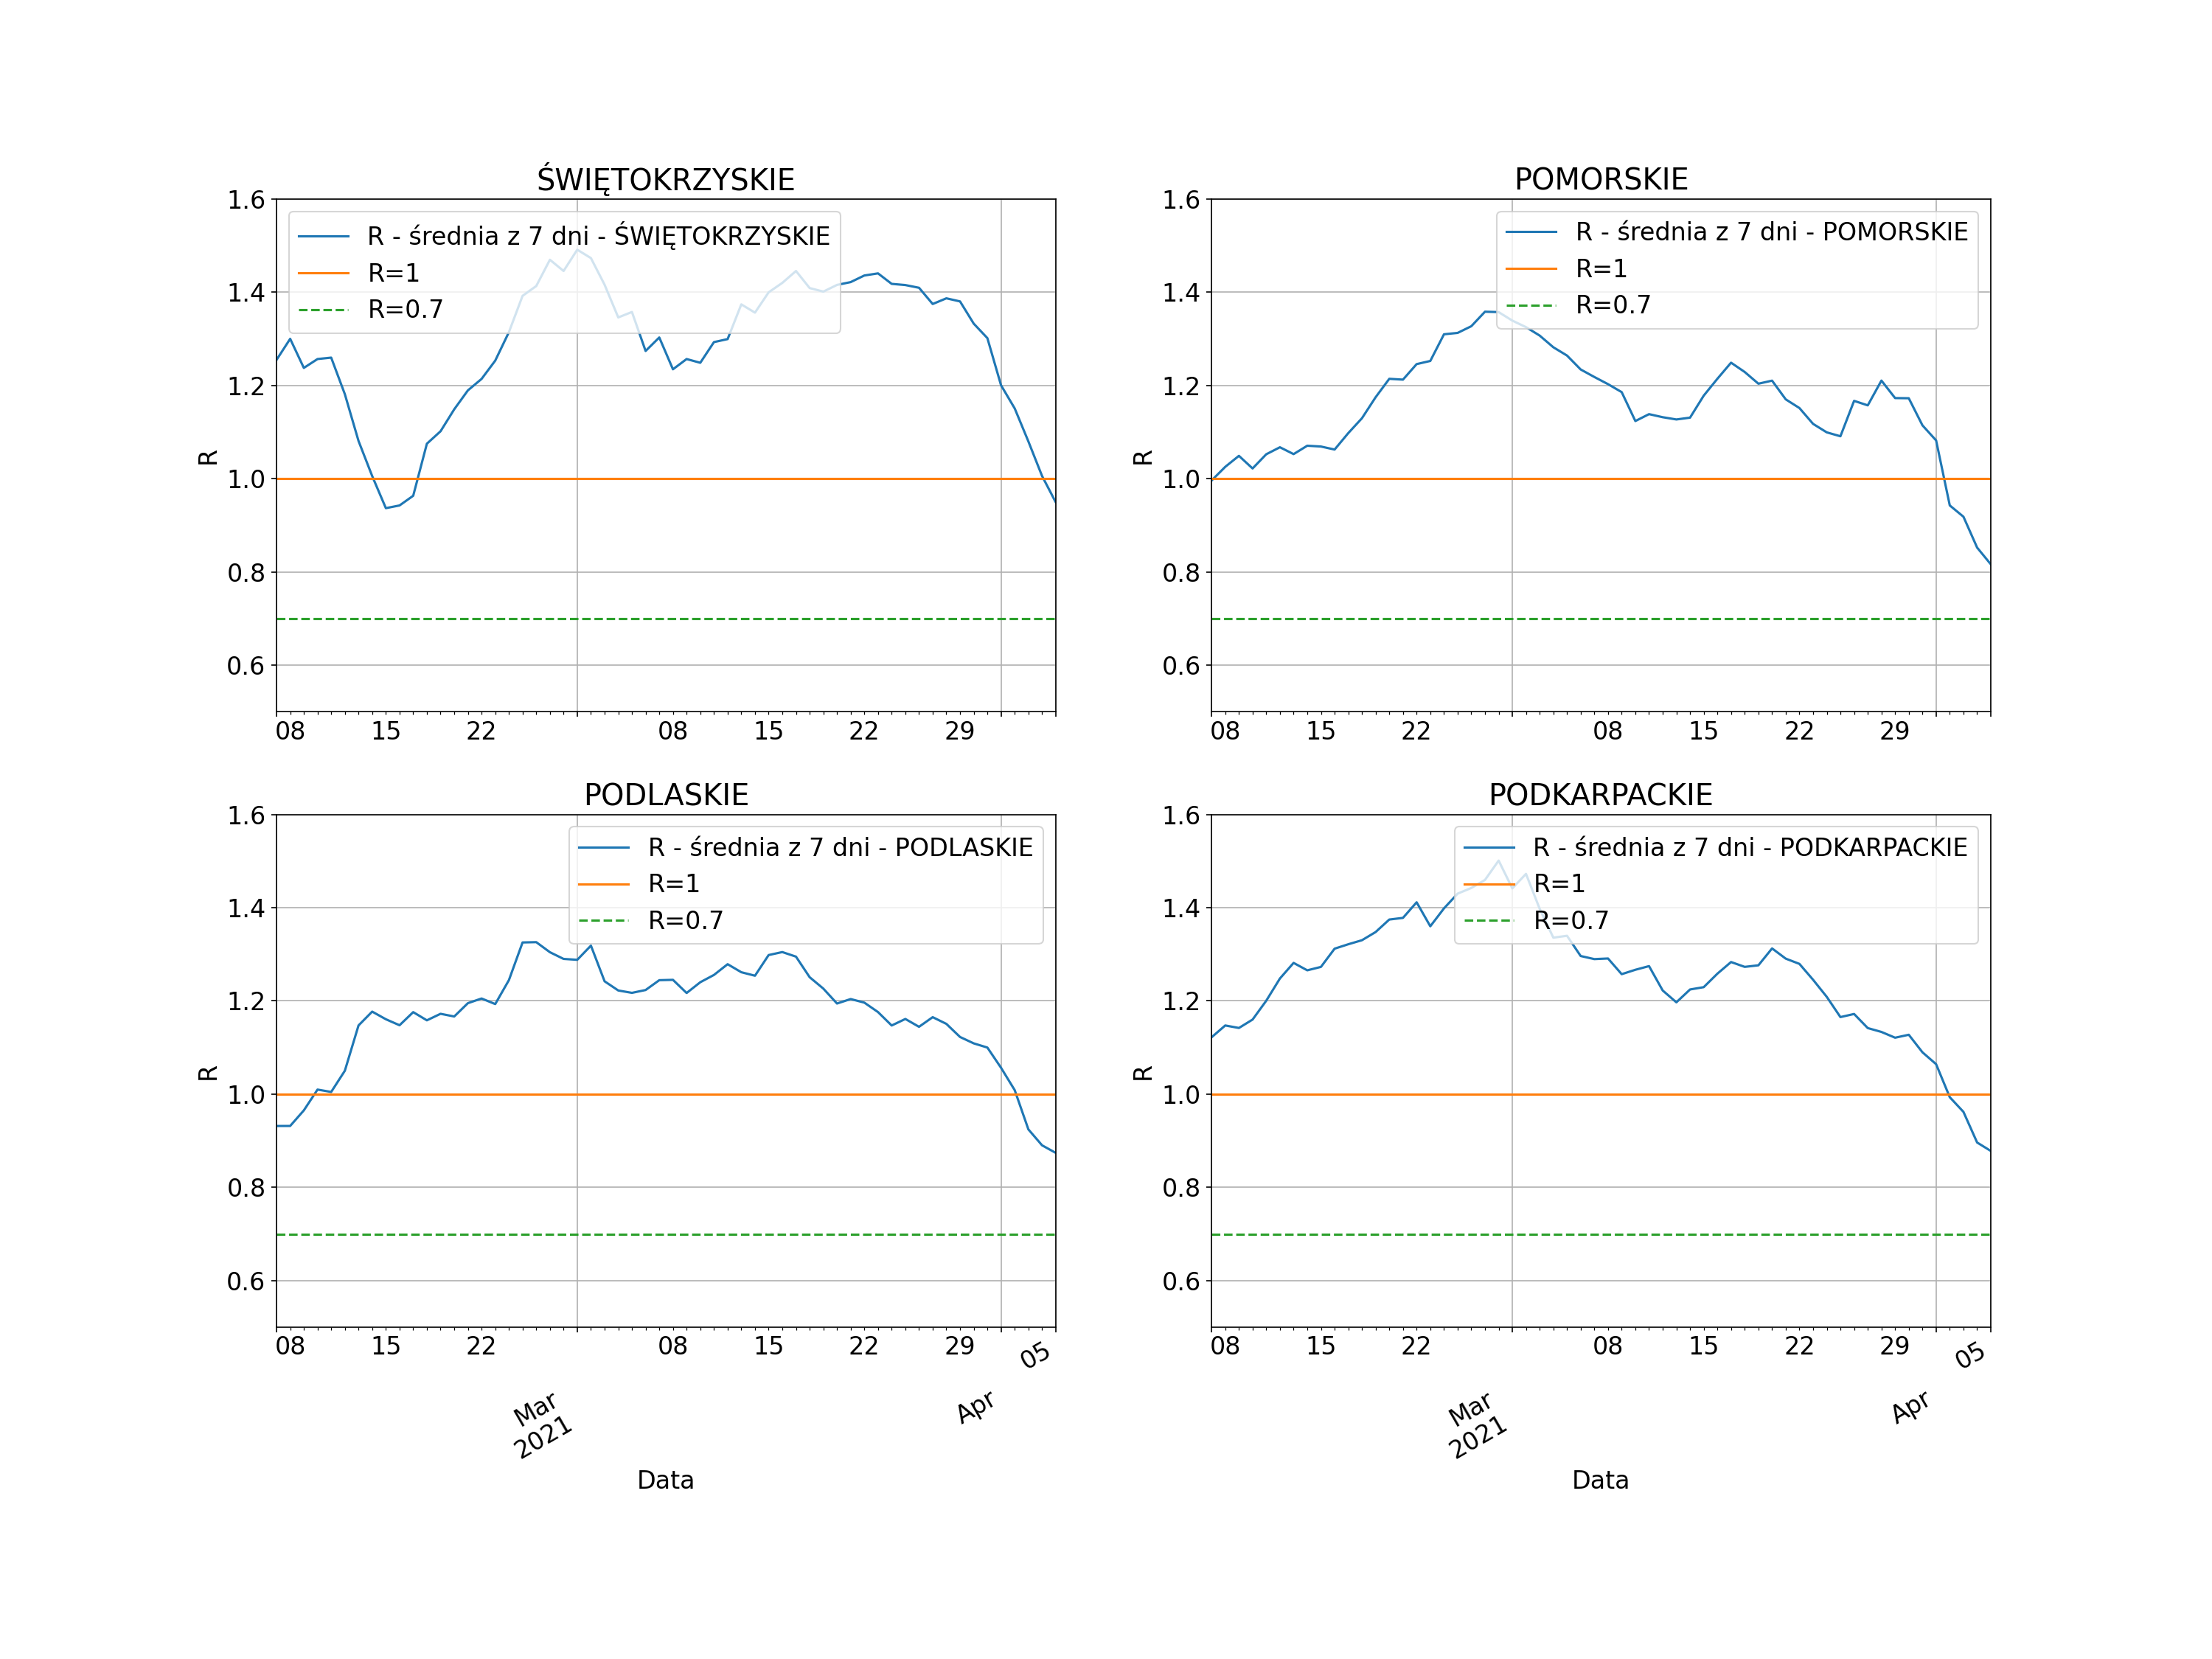 ŚWIĘTOKRZYSKIE
R - średnia z 7 dni - ŚWIĘTOKRZYSKIE
R=1
R=0.7
1.6
1.4
1.2
1.0
0.8
0.6
R
08 15 22 08 15 22 29
POMORSKIE
R - średnia z 7 dni - POMORSKIE
R=1
R=0.7
1.6
1.4
1.2
1.0
0.8
0.6
R
08 15 22 08 15 22 29
PODLASKIE
R - średnia z 7 dni - PODLASKIE
R=1
R=0.7
1.6
1.4
1.2
1.0
0.8
0.6
R
08 15 22 08 15 22 29 05
Mar Apr
2021
Data
PODKARPACKIE
R - średnia z 7 dni - PODKARPACKIE
R=1
R=0.7
1.6
1.4
1.2
1.0
0.8
0.6
R
08 15 22 08 15 22 29 05
Mar Apr
2021
Data